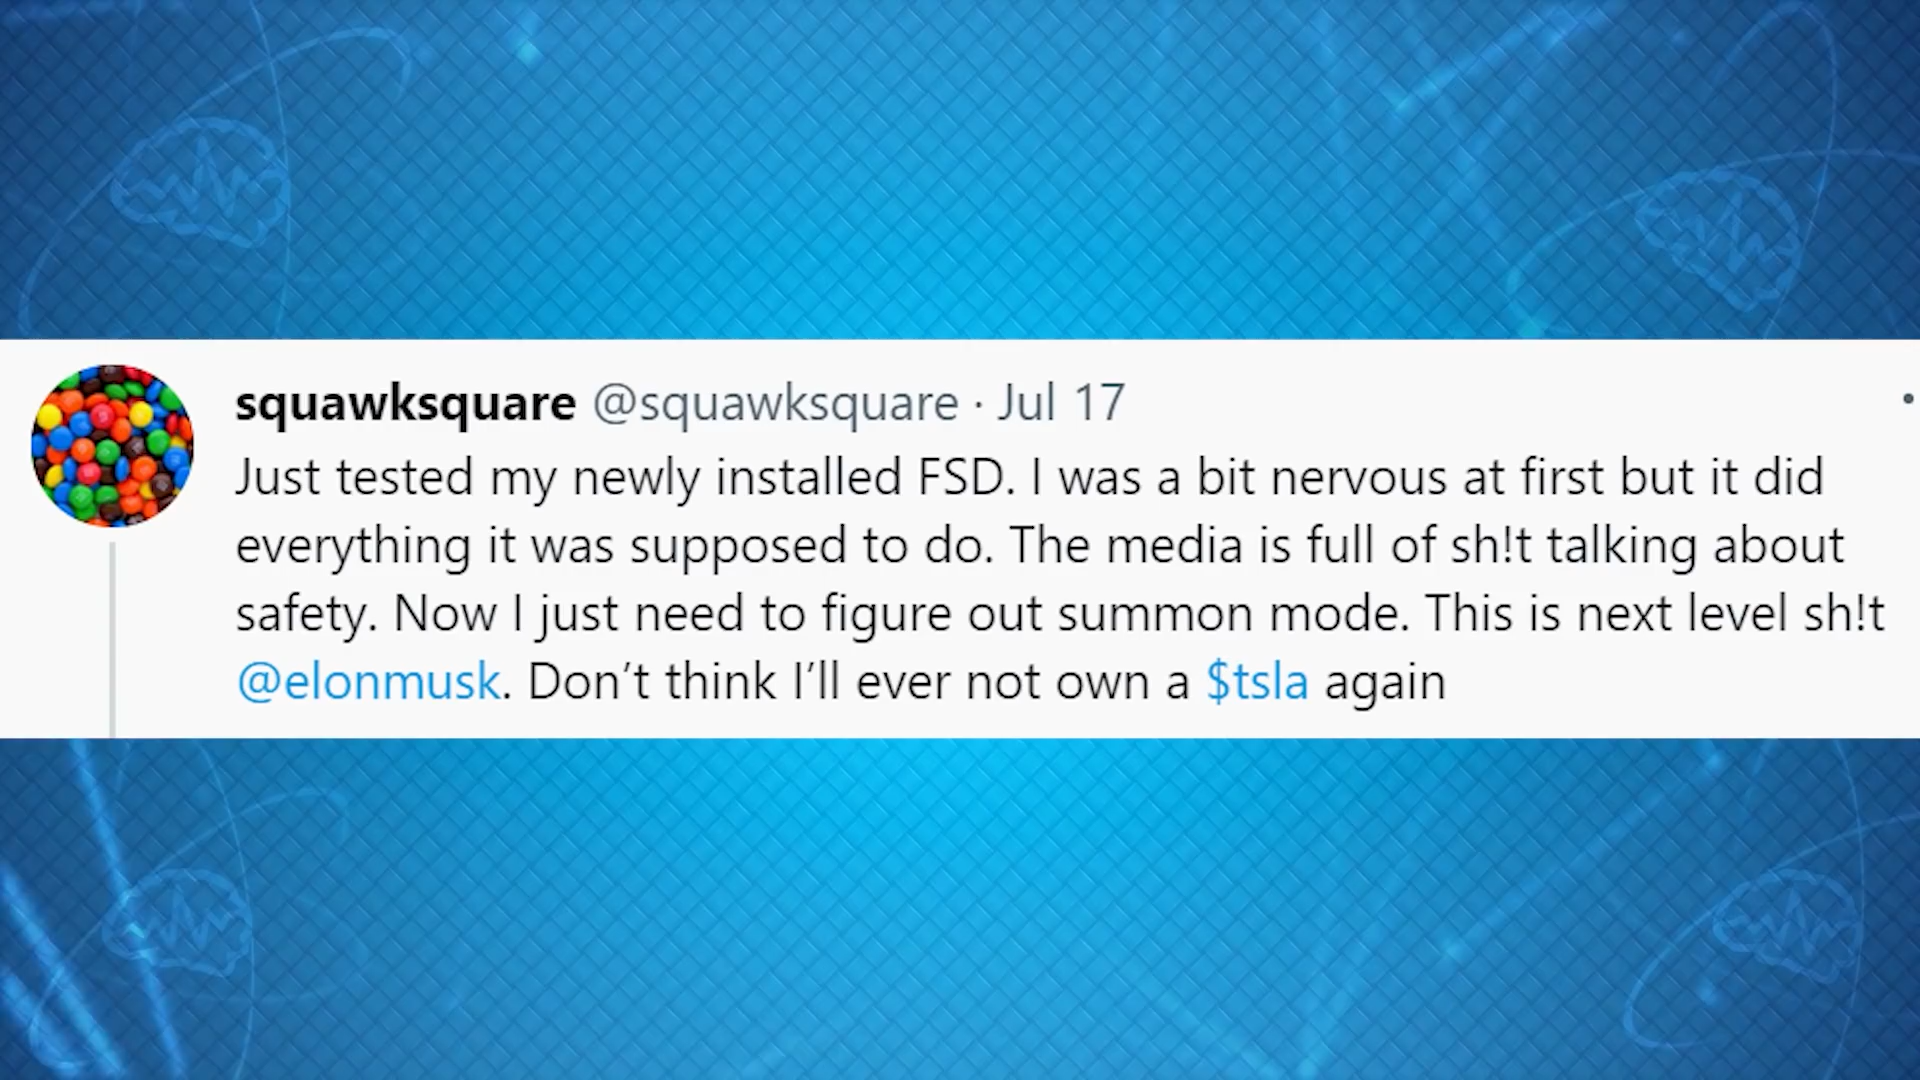 squawksquare @squawksquare · Jul 17
Just tested my newly installed FSD. I was a bit nervous at first but it did
everything it was supposed to do. The media is full of sh!t talking about
safety. Now I just need to figure out summon mode. This is next level sh!t
@elonmusk. Don’t think I’ll ever not own a $tsla again